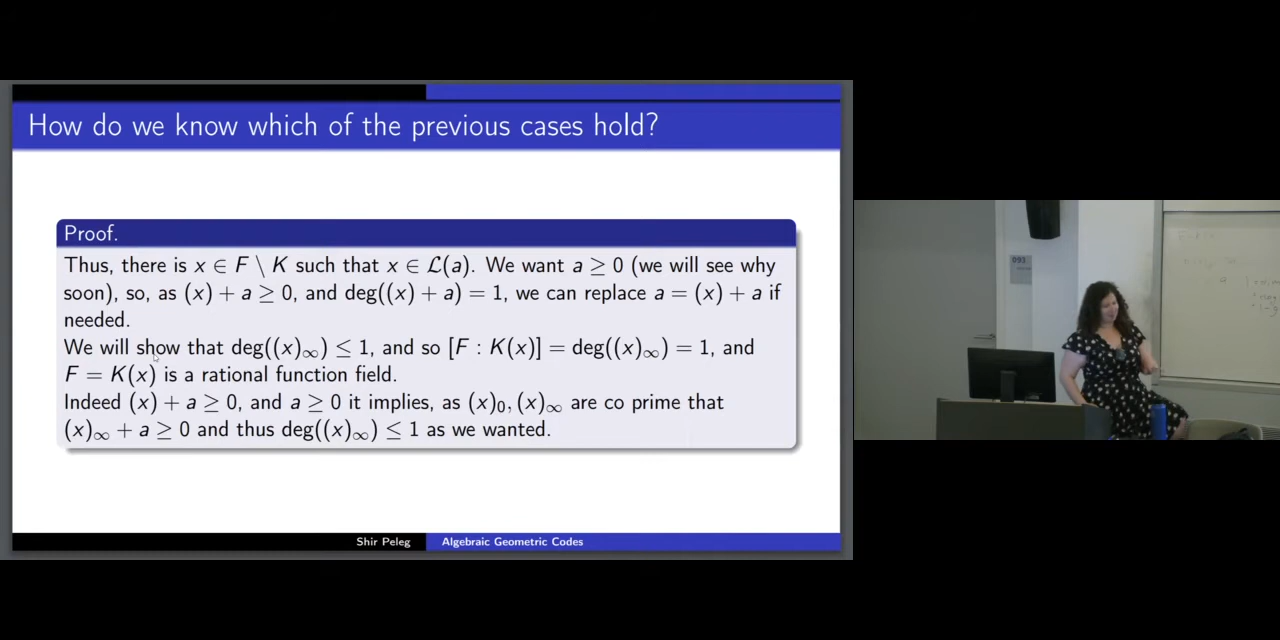 How do we know which of the previous cases hold?
Proof.
Thus, there is x ∈ F \ K such that x ∈ 𝓛(a). We want a ≥ 0 (we will see why
soon), so, as (x) + a ≥ 0, and deg((x) + a) = 1, we can replace a = (x) + a if
needed.
We will show that deg((x)∞) ≤ 1, and so [F : K(x)] = deg((x)∞) = 1, and
F = K(x) is a rational function field.
Indeed (x) + a ≥ 0, and a ≥ 0 it implies, as (x)₀, (x)∞ are co prime that
(x)∞ + a ≥ 0 and thus deg((x)∞) ≤ 1 as we wanted.
Shir Peleg
Algebraic Geometric Codes
093